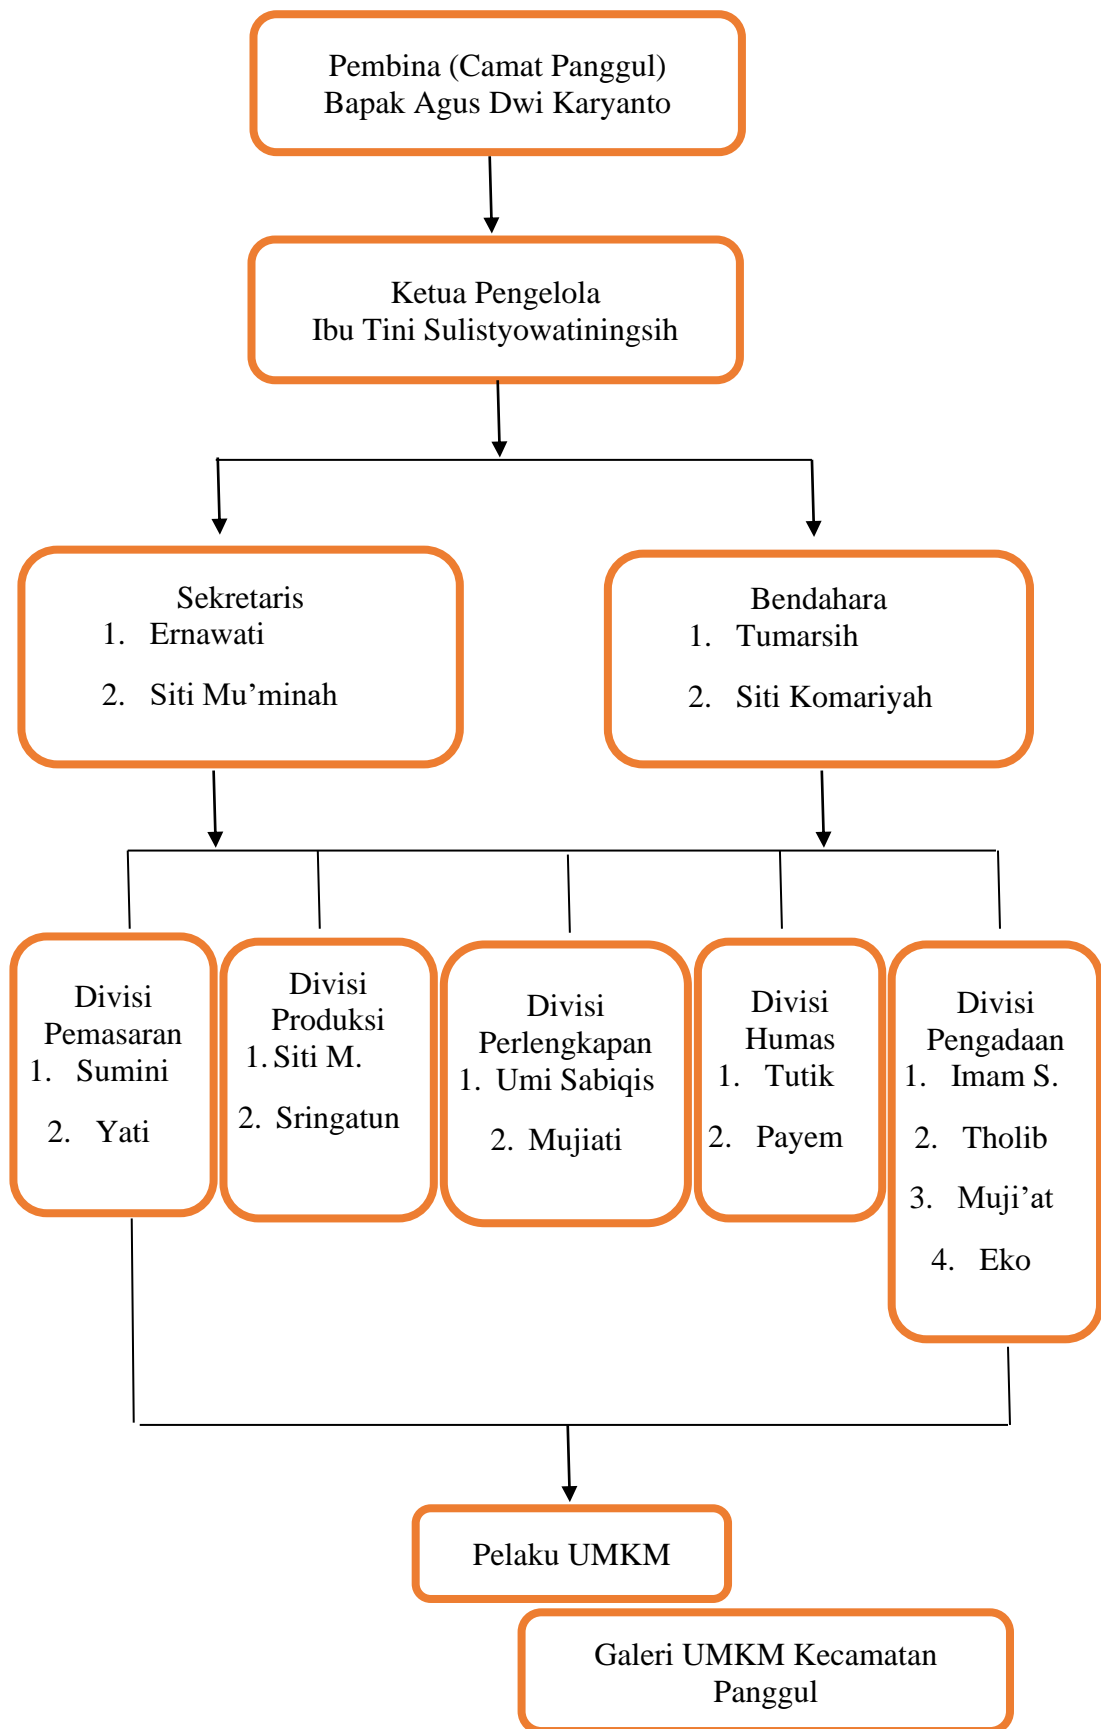 Pembina (Camat Panggul)
Bapak Agus Dwi Karyanto
Ketua Pengelola
Ibu Tini Sulistyowatiningsih
Sekretaris
1. Ernawati
2. Siti Mu’minah
Bendahara
1. Tumarsih
2. Siti Komariyah
Divisi
Pemasaran
1. Sumini
2. Yati
Divisi
Produksi
1. Siti M.
2. Sringatun
Divisi
Perlengkapan
1. Umi Sabiqis
2. Mujiati
Divisi
Humas
1. Tutik
2. Payem
Divisi
Pengadaan
1. Imam S.
2. Tholib
3. Muji’at
4. Eko
Pelaku UMKM
Galeri UMKM Kecamatan
Panggul